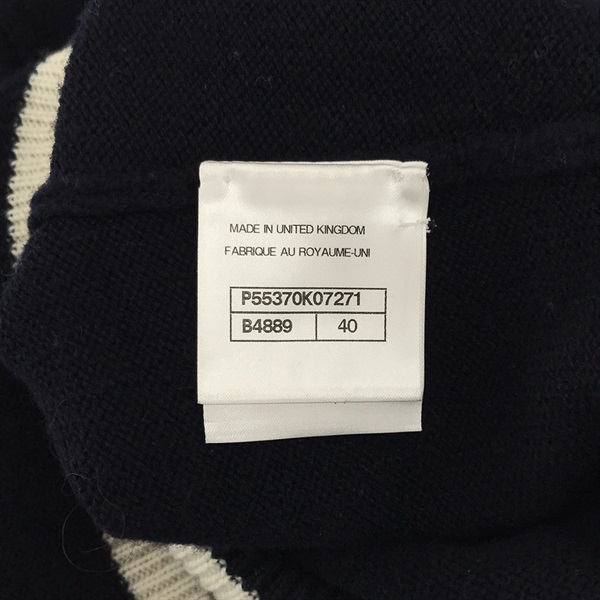 MADE IN UNITED KINGDOM
FABRIQUE AU ROYAUME-UNI
P55370K07271
B4889 40